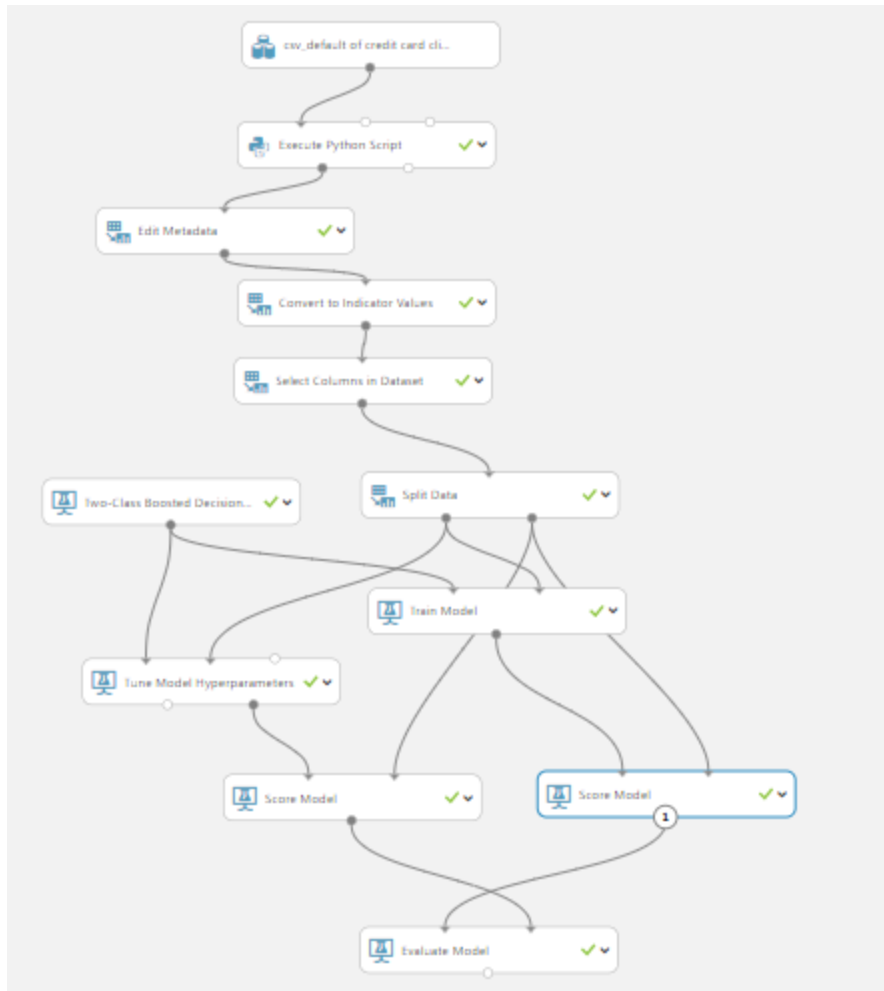 csv_default of credit card cli...
Execute Python Script
Edit Metadata
Convert to Indicator Values
Select Columns in Dataset
Two-Class Boosted Decision...
Split Data
Train Model
Tune Model Hyperparameters
Score Model
Score Model
1
Evaluate Model